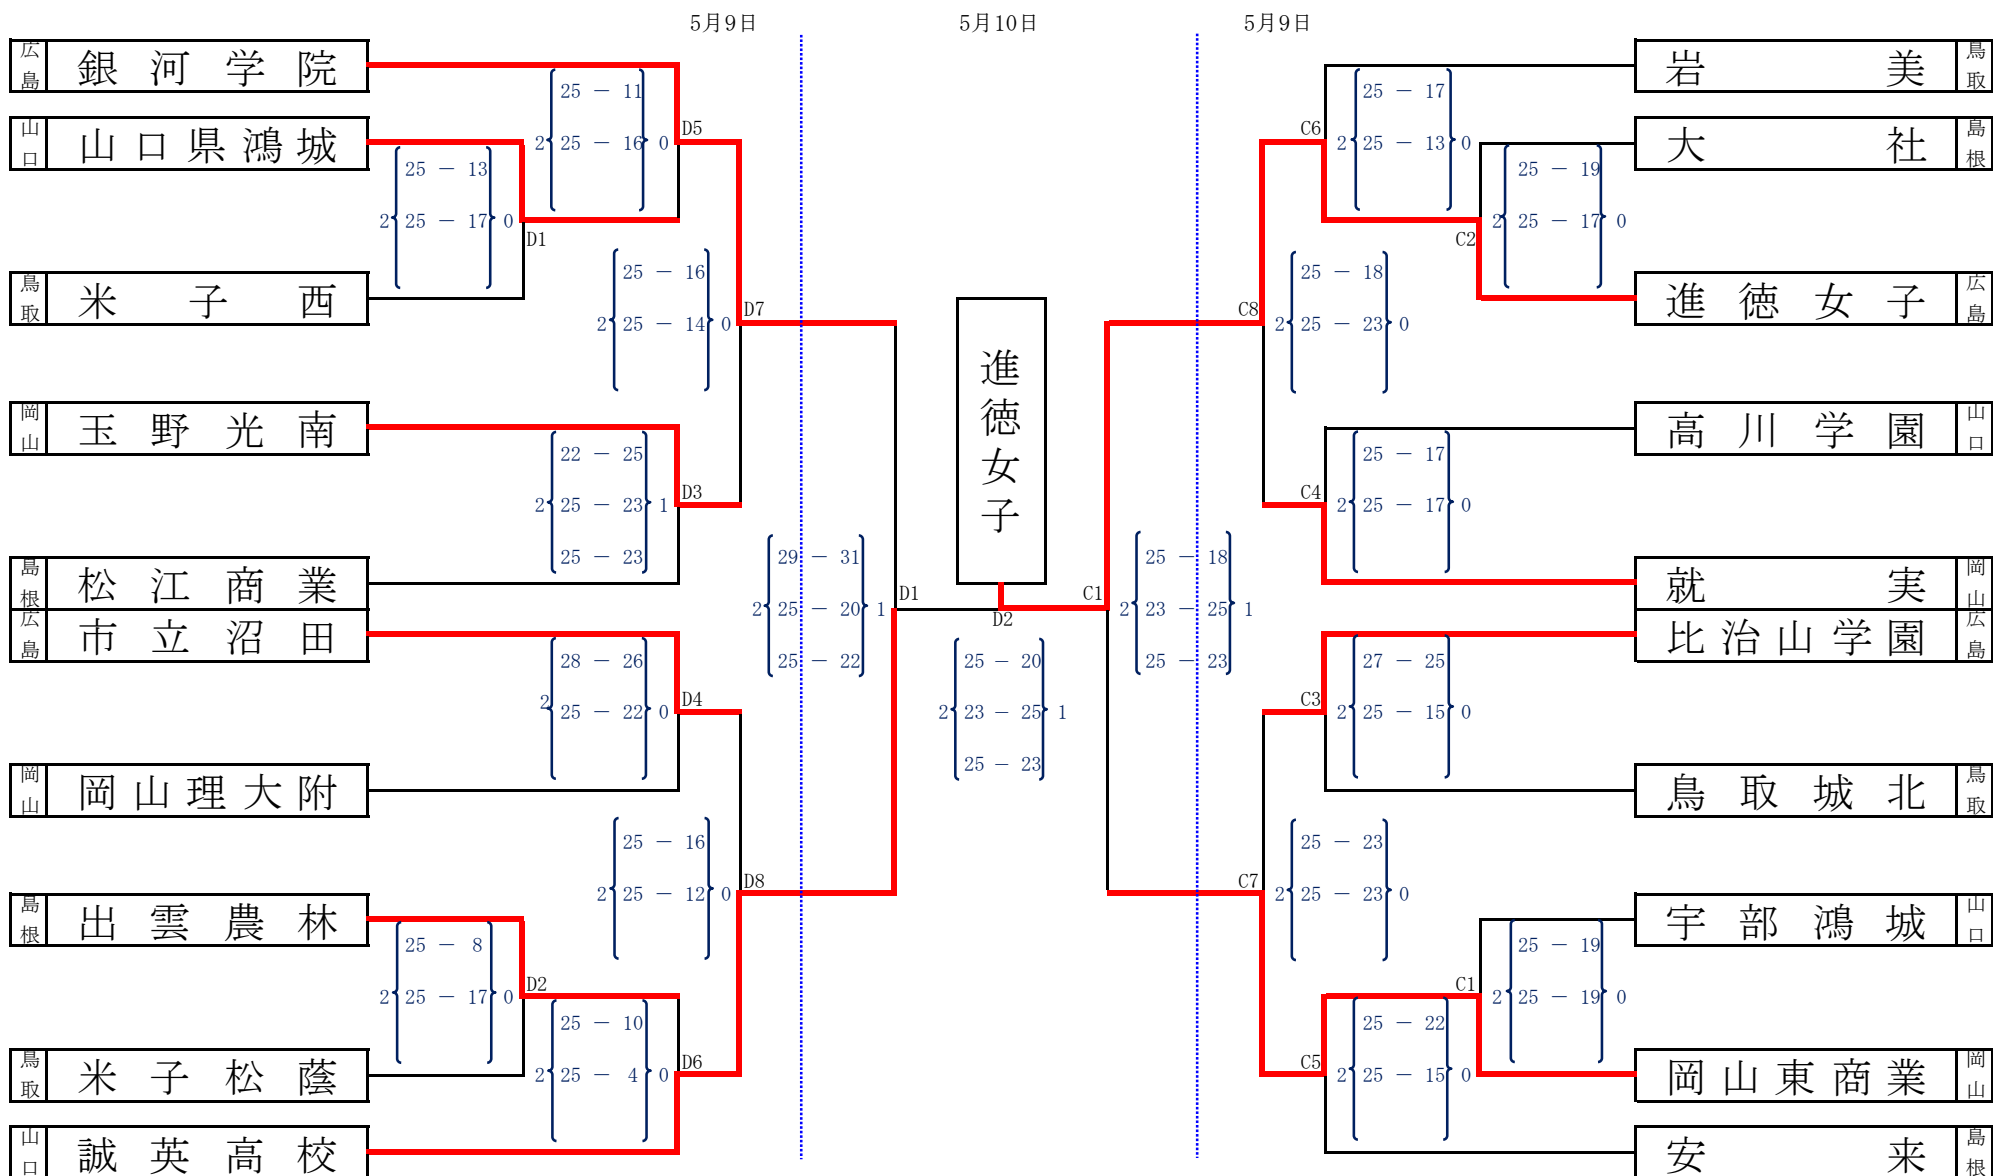 5月9日
5月10日
5月9日
広島 銀河学院
25 － 11
2 25 － 16 0
D5
山口 山口県鴻城
25 － 13
2 25 － 17 0
D1
鳥取 米子西
25 － 16
2 25 － 14 0
D7
岡山 玉野光南
22 － 25
2 25 － 23 1
25 － 23
D3
島根 松江商業
広島 市立沼田
28 － 26
2 25 － 22 0
D4
岡山 岡山理大附
25 － 16
2 25 － 12 0
D8
島根 出雲農林
25 － 8
2 25 － 17 0
D2
鳥取 米子松蔭
25 － 10
2 25 － 4 0
D6
山口 誠英高校
29 － 31
2 25 － 20 1
25 － 22
D1
進徳女子
D2
25 － 20
2 23 － 25 1
25 － 23
C1
25 － 18
2 23 － 25 1
25 － 23
岩美 鳥取
C6
25 － 17
2 25 － 13 0
大社 島根
25 － 19
2 25 － 17 0
C2
進徳女子 広島
C8
25 － 18
2 25 － 23 0
高川学園 山口
25 － 17
2 25 － 17 0
C4
就実 岡山
比治山学園 広島
27 － 25
2 25 － 15 0
C3
鳥取城北 鳥取
25 － 23
2 25 － 23 0
C7
宇部鴻城 山口
25 － 19
2 25 － 19 0
C1
岡山東商業 岡山
25 － 22
2 25 － 15 0
C5
安来 島根